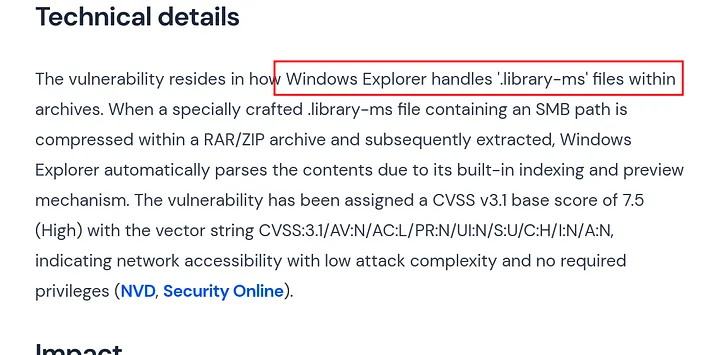 Technical details
The vulnerability resides in how Windows Explorer handles '.library-ms' files within
archives. When a specially crafted .library-ms file containing an SMB path is
compressed within a RAR/ZIP archive and subsequently extracted, Windows
Explorer automatically parses the contents due to its built-in indexing and preview
mechanism. The vulnerability has been assigned a CVSS v3.1 base score of 7.5
(High) with the vector string CVSS:3.1/AV:N/AC:L/PR:N/UI:N/S:U/C:H/I:N/A:N,
indicating network accessibility with low attack complexity and no required
privileges (NVD, Security Online).
Impact